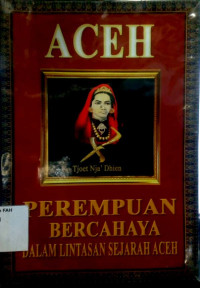 ACEH
Tjoet Nja' Dhien
PEREMPUAN
BERCAHAYA
DALAM LINTASAN SEJARAH ACEH